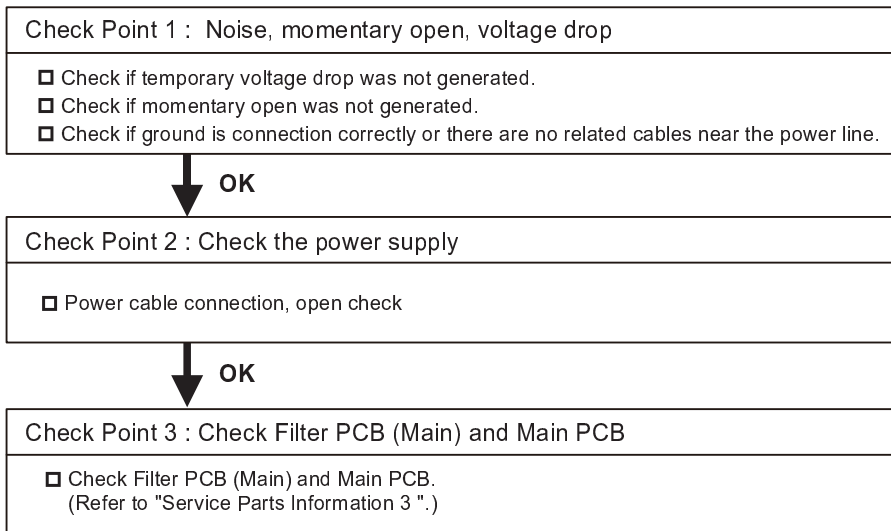 Check Point 1 : Noise, momentary open, voltage drop
Check if temporary voltage drop was not generated.
Check if momentary open was not generated.
Check if ground is connection correctly or there are no related cables near the power line.
OK
Check Point 2 : Check the power supply
Power cable connection, open check
OK
Check Point 3 : Check Filter PCB (Main) and Main PCB
Check Filter PCB (Main) and Main PCB.
(Refer to "Service Parts Information 3 ".)